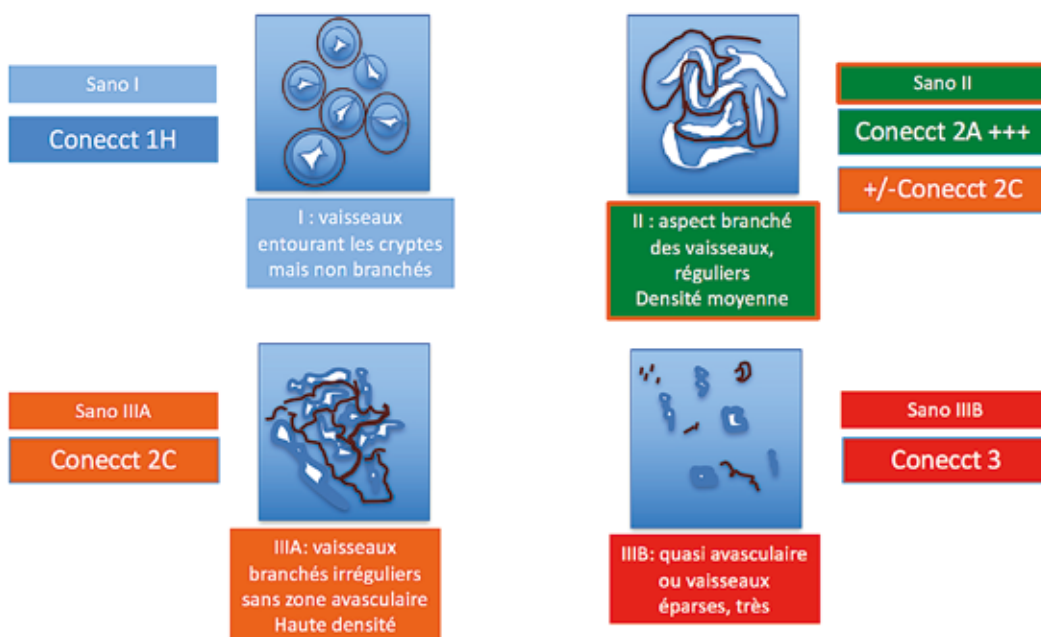 Sano I
Conecct 1H
I : vaisseaux
entourant les cryptes
mais non branchés
Sano II
Conecct 2A +++
+/-Conecct 2C
II : aspect branché
des vaisseaux,
réguliers
Densité moyenne
Sano IIIA
Conecct 2C
IIIA: vaisseaux
branchés irréguliers
sans zone avasculaire
Haute densité
Sano IIIB
Conecct 3
IIIB: quasi avasculaire
ou vaisseaux
éparses, très